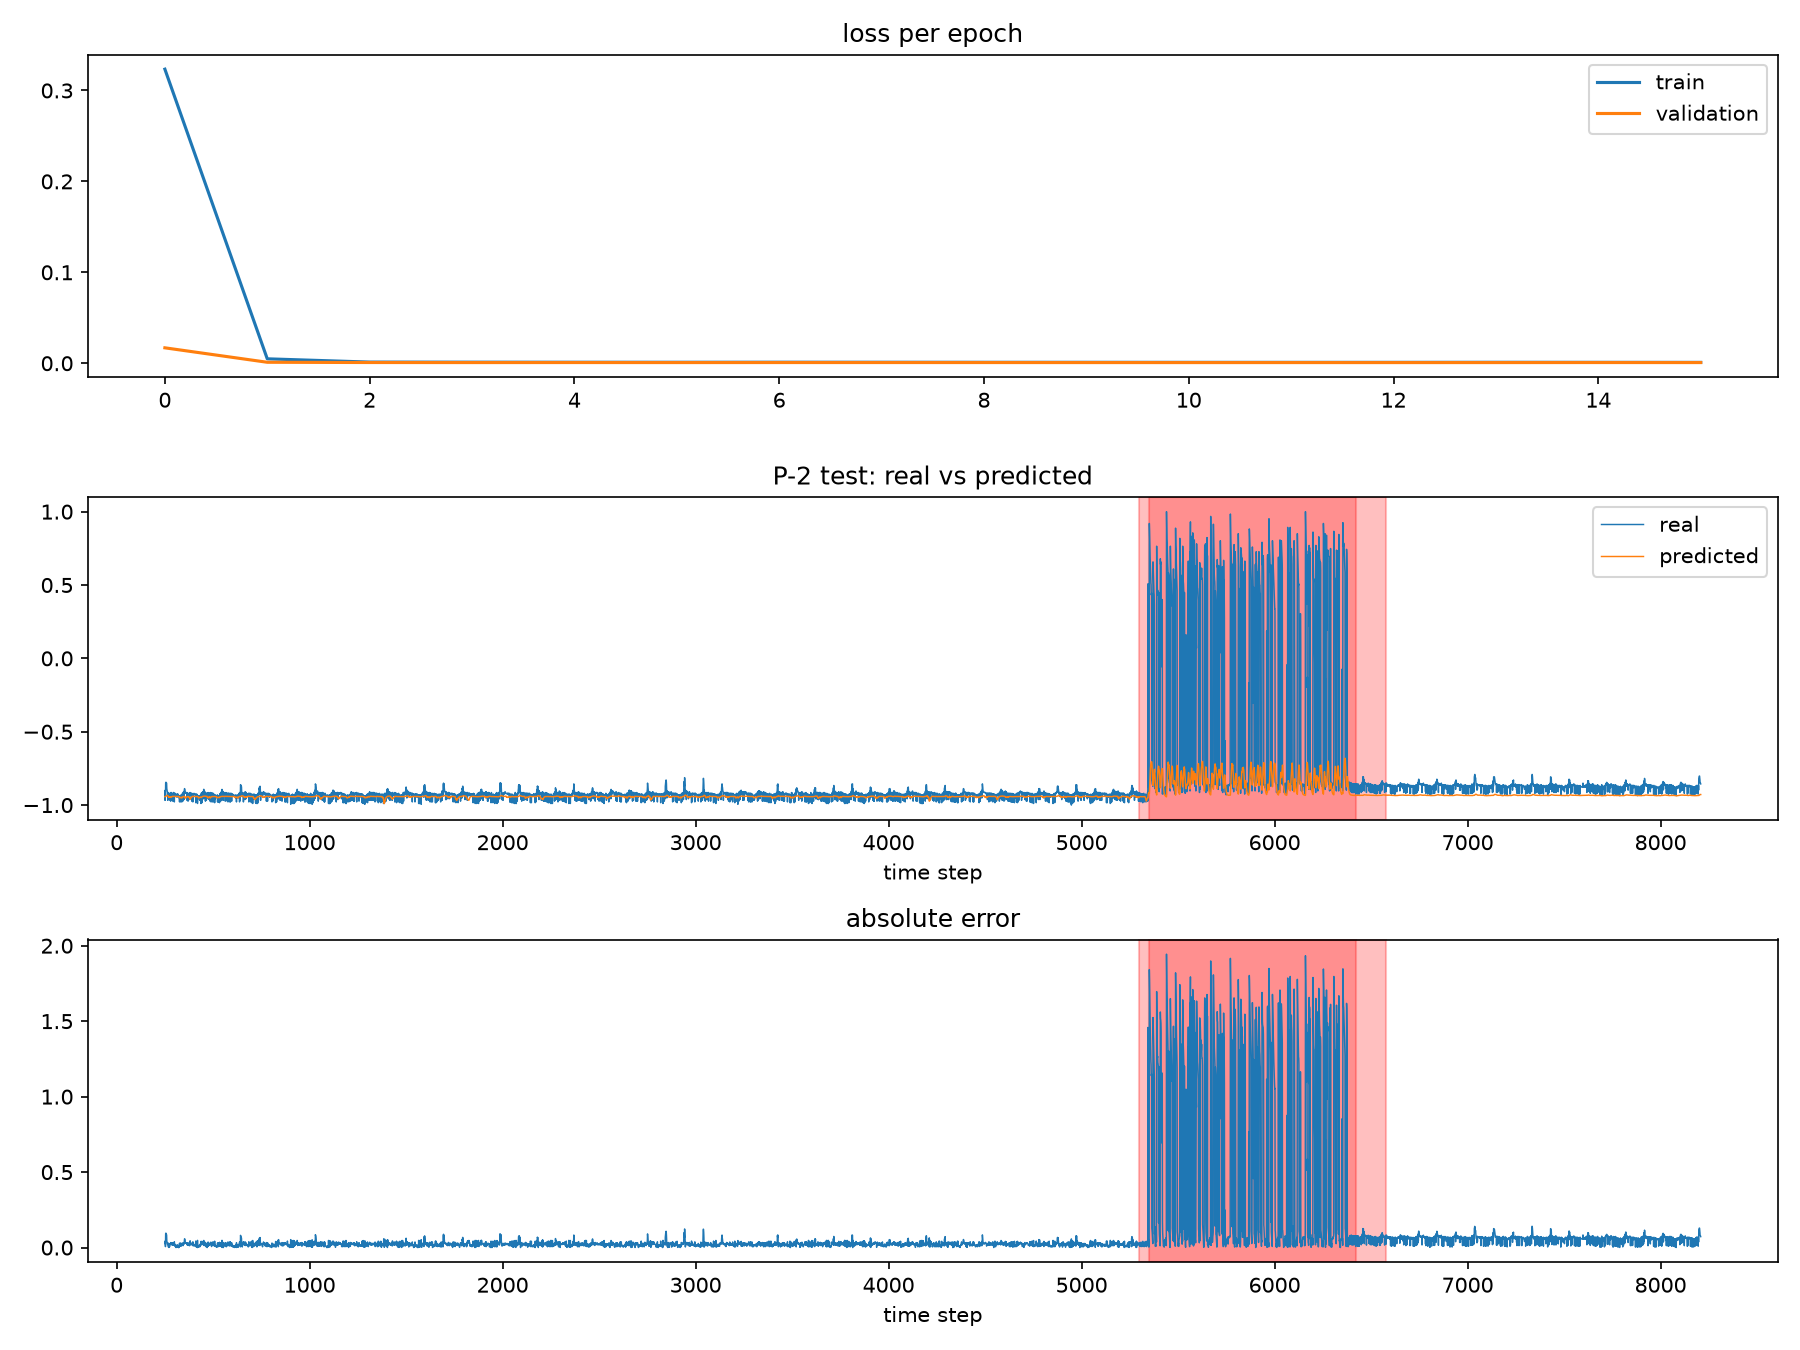 loss per epoch
train
validation
0.3
0.2
0.1
0.0
0 2 4 6 8 10 12 14
P-2 test: real vs predicted
real
predicted
1.0
0.5
0.0
−0.5
−1.0
0 1000 2000 3000 4000 5000 6000 7000 8000
time step
absolute error
2.0
1.5
1.0
0.5
0.0
0 1000 2000 3000 4000 5000 6000 7000 8000
time step